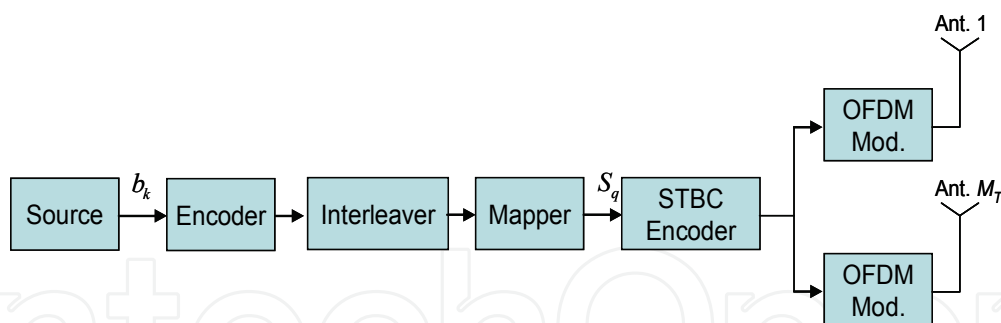 Ant. 1
OFDM
Mod.
b_k
S_q
Ant. M_T
Source
Encoder
Interleaver
Mapper
STBC
Encoder
OFDM
Mod.